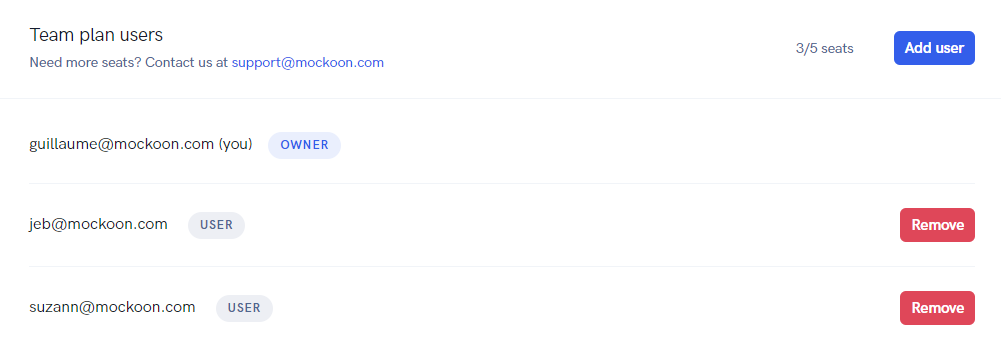 Team plan users
Need more seats? Contact us at support@mockoon.com
3/5 seats
Add user
guillaume@mockoon.com (you) OWNER
jeb@mockoon.com USER Remove
suzann@mockoon.com USER Remove